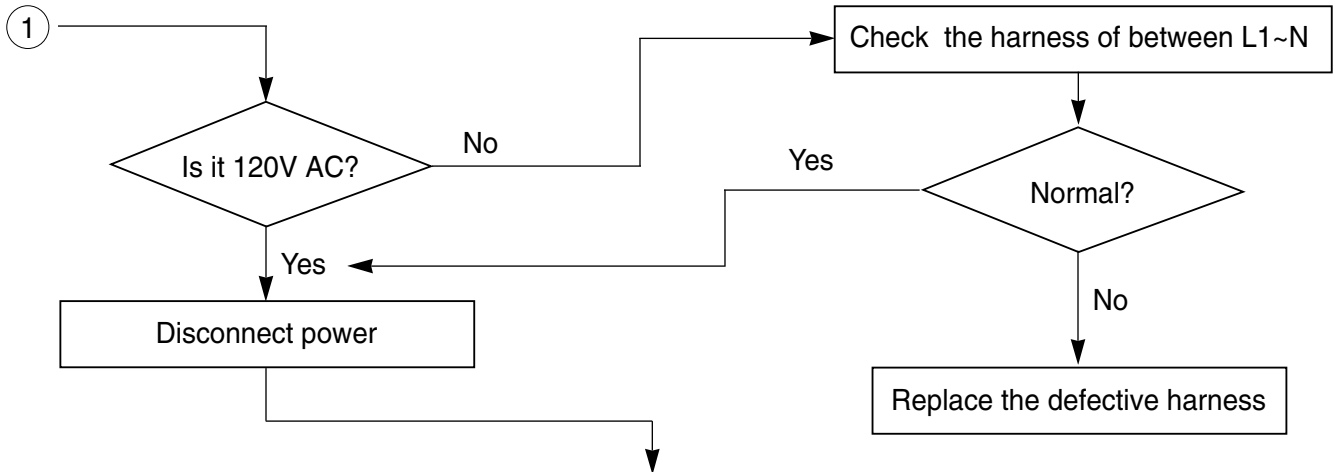 1
Check the harness of between L1~N
Is it 120V AC?
No
Yes
Normal?
Yes
No
Disconnect power
Replace the defective harness